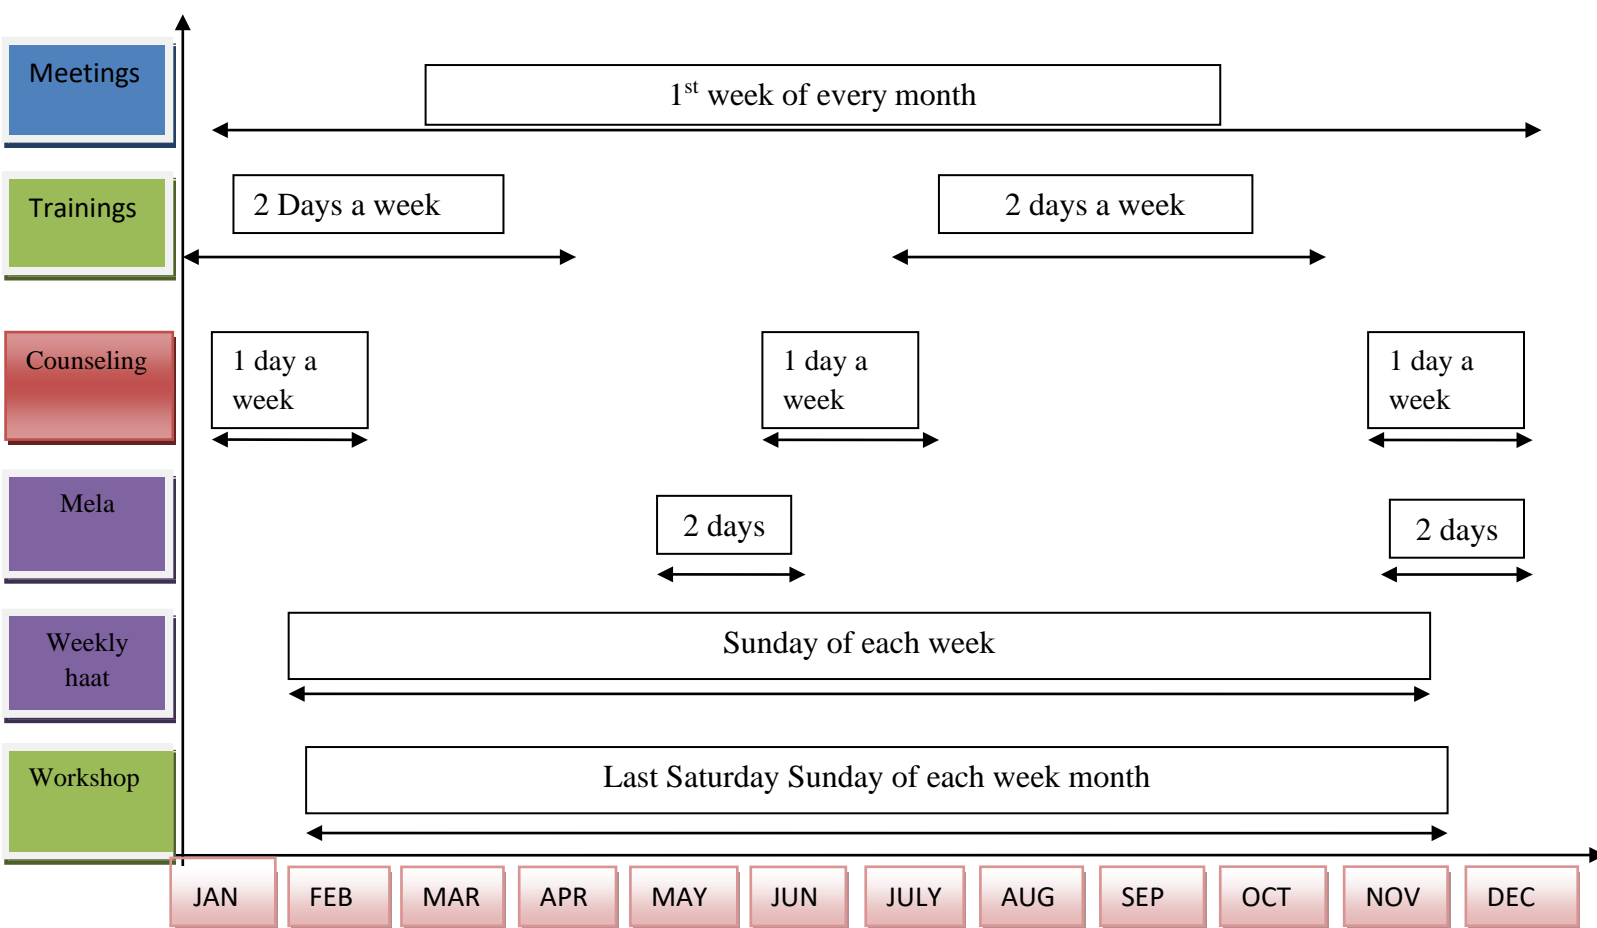 Meetings
1st week of every month
Trainings
2 Days a week
2 days a week
Counseling
1 day a
week
1 day a
week
1 day a
week
Mela
2 days
2 days
Weekly
haat
Sunday of each week
Workshop
Last Saturday Sunday of each week month
JAN
FEB
MAR
APR
MAY
JUN
JULY
AUG
SEP
OCT
NOV
DEC